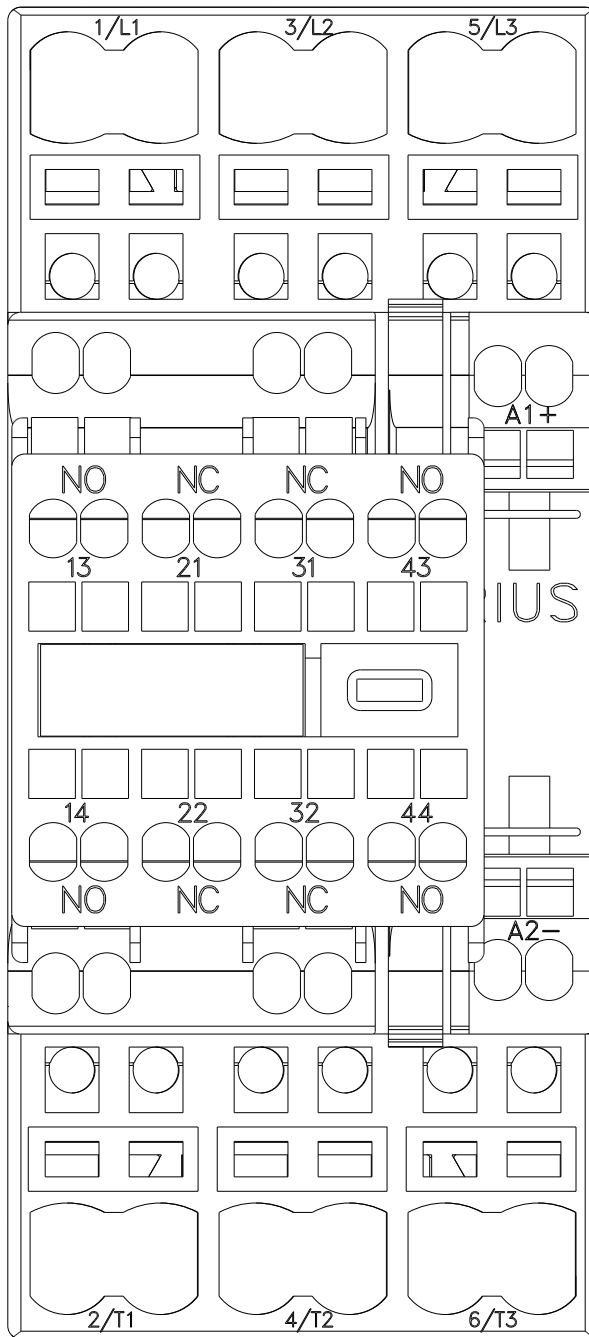 1/L1 3/L2 5/L3
A1+
NO NC NC NO
13 21 31 43
IUS
14 22 32 44
NO NC NC NO
A2-
2/T1 4/T2 6/T3